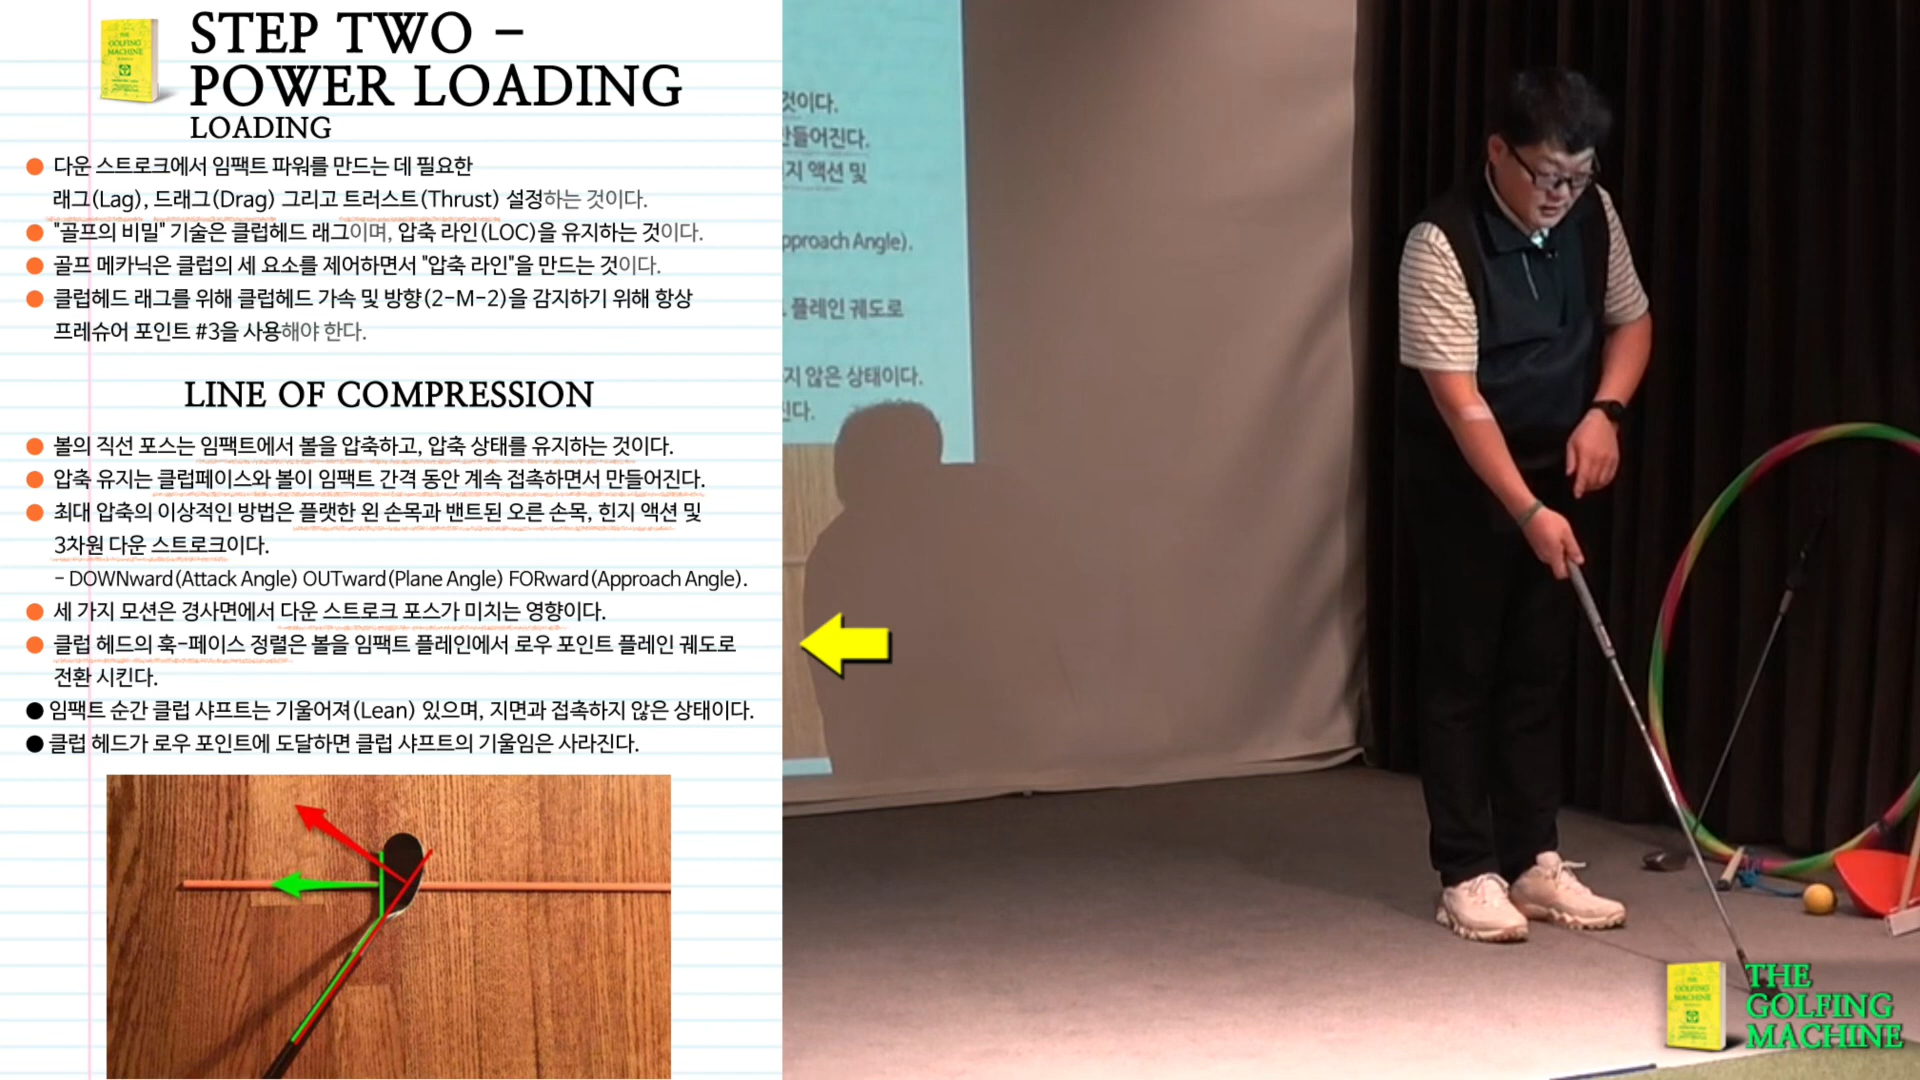 STEP TWO -
POWER LOADING
LOADING
다운 스트로크에서 임팩트 파워를 만드는 데 필요한
래그(Lag), 드래그(Drag) 그리고 트러스트(Thrust) 설정하는 것이다.
"골프의 비밀" 기술은 클럽헤드 래그이며, 압축 라인(LOC)을 유지하는 것이다.
골프 메카닉은 클럽의 세 요소를 제어하면서 "압축 라인"을 만드는 것이다.
클럽헤드 래그를 위해 클럽헤드 가속 및 방향(2-M-2)을 감지하기 위해 항상
프레슈어 포인트 #3을 사용해야 한다.
LINE OF COMPRESSION
볼의 직선 포스는 임팩트에서 볼을 압축하고, 압축 상태를 유지하는 것이다.
압축 유지는 클럽페이스와 볼이 임팩트 간격 동안 계속 접촉하면서 만들어진다.
최대 압축의 이상적인 방법은 플랫한 왼 손목과 밴트된 오른 손목, 힌지 액션 및
3차원 다운 스트로크이다.
- DOWNward(Attack Angle) OUTward(Plane Angle) FORward(Approach Angle).
세 가지 모션은 경사면에서 다운 스트로크 포스가 미치는 영향이다.
클럽 헤드의 훅-페이스 정렬은 볼을 임팩트 플레인에서 로우 포인트 플레인 궤도로
전환 시킨다.
임팩트 순간 클럽 샤프트는 기울어져(Lean) 있으며, 지면과 접촉하지 않은 상태이다.
클럽 헤드가 로우 포인트에 도달하면 클럽 샤프트의 기울임은 사라진다.
THE
GOLFING
MACHINE
것이다.
만들어진다.
지 액션 및
pproach Angle).
플레인 궤도로
지 않은 상태이다.
진다.
THE
GOLFING
MACHINE